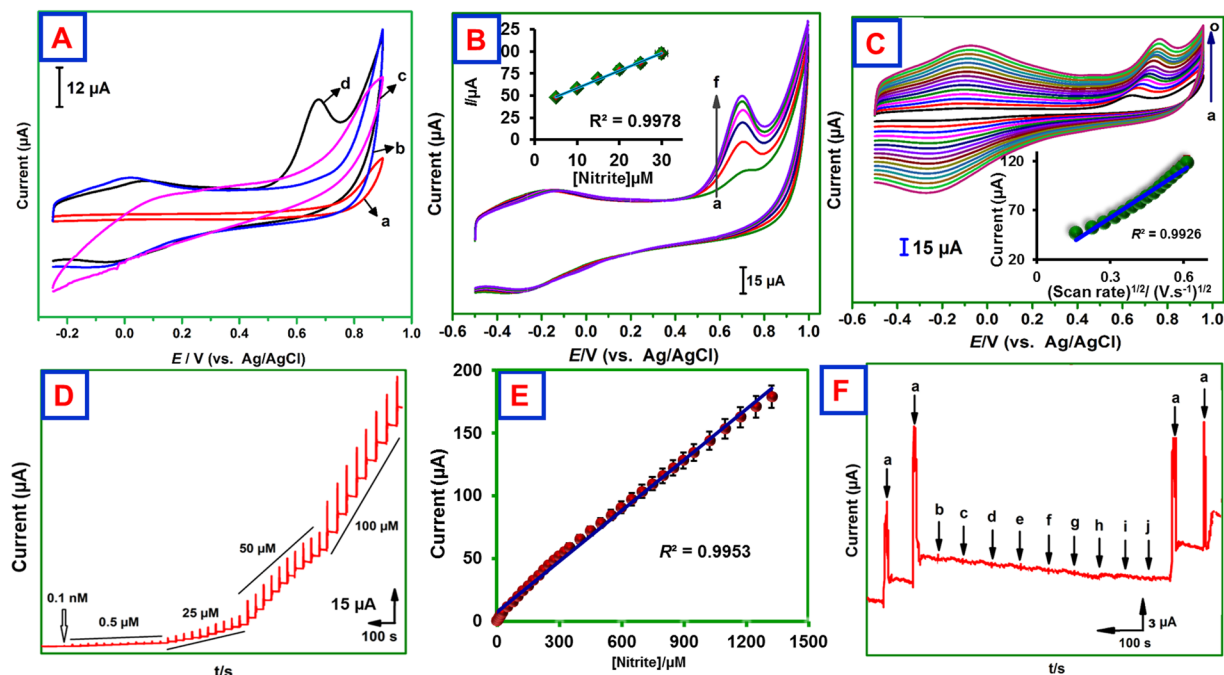 A
12 µA
d
c
b
a
Current (µA)
-0.2 0.0 0.2 0.4 0.6 0.8 1.0
E / V (vs. Ag/AgCl)
B
I/µA
75
50
25
0
R² = 0.9978
0 10 20 30
[Nitrite]µM
f
a
15 µA
Current (µA)
-0.6 -0.4 -0.2 0.0 0.2 0.4 0.6 0.8 1.0
E/V (vs. Ag/AgCl)
C
o
a
15 µA
Current (µA)
120
70
20
R² = 0.9926
0 0.3 0.6
(Scan rate)1/2/ (V.s-1)1/2
Current (µA)
-0.6 -0.4 -0.2 0.0 0.2 0.4 0.6 0.8 1.0
E/V (vs. Ag/AgCl)
D
0.1 nM
0.5 µM
25 µM
50 µM
100 µM
15 µA
100 s
Current (µA)
t/s
E
200
150
100
50
0
R² = 0.9953
Current (µA)
0 300 600 900 1200 1500
[Nitrite]/µM
F
a
a
b c d e f g h i j
a
a
3 µA
100 s
Current (µA)
t/s